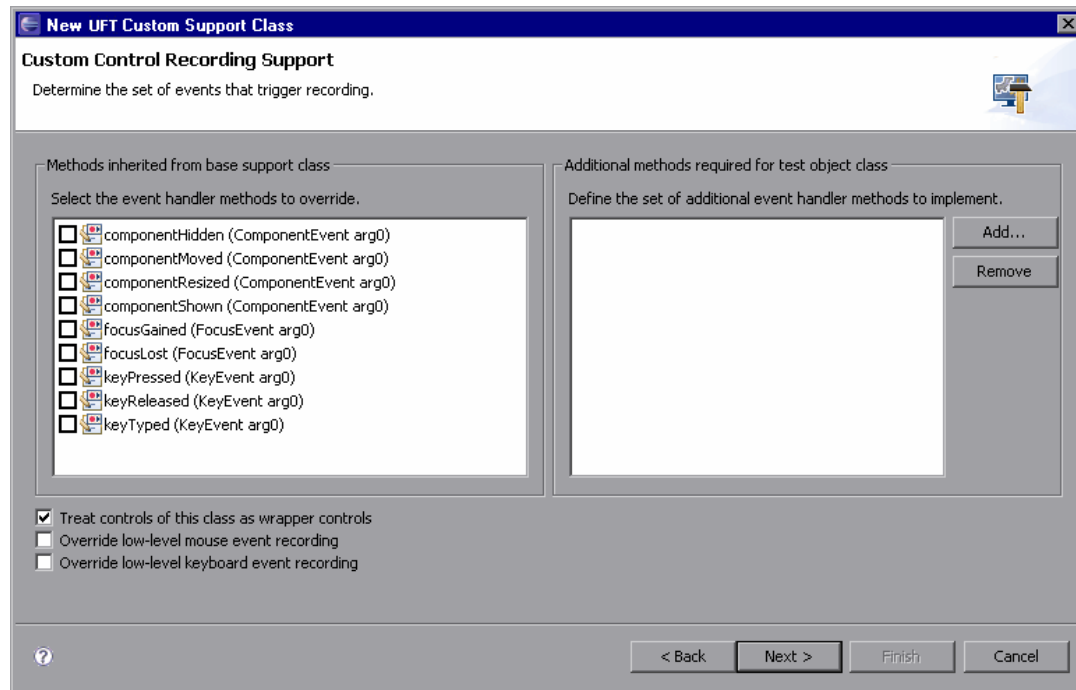 New UFT Custom Support Class
Custom Control Recording Support
Determine the set of events that trigger recording.
Methods inherited from base support class
Select the event handler methods to override.
componentHidden (ComponentEvent arg0)
componentMoved (ComponentEvent arg0)
componentResized (ComponentEvent arg0)
componentShown (ComponentEvent arg0)
focusGained (FocusEvent arg0)
focusLost (FocusEvent arg0)
keyPressed (KeyEvent arg0)
keyReleased (KeyEvent arg0)
keyTyped (KeyEvent arg0)
Additional methods required for test object class
Define the set of additional event handler methods to implement.
Add...
Remove
Treat controls of this class as wrapper controls
Override low-level mouse event recording
Override low-level keyboard event recording
?
< Back
Next >
Finish
Cancel